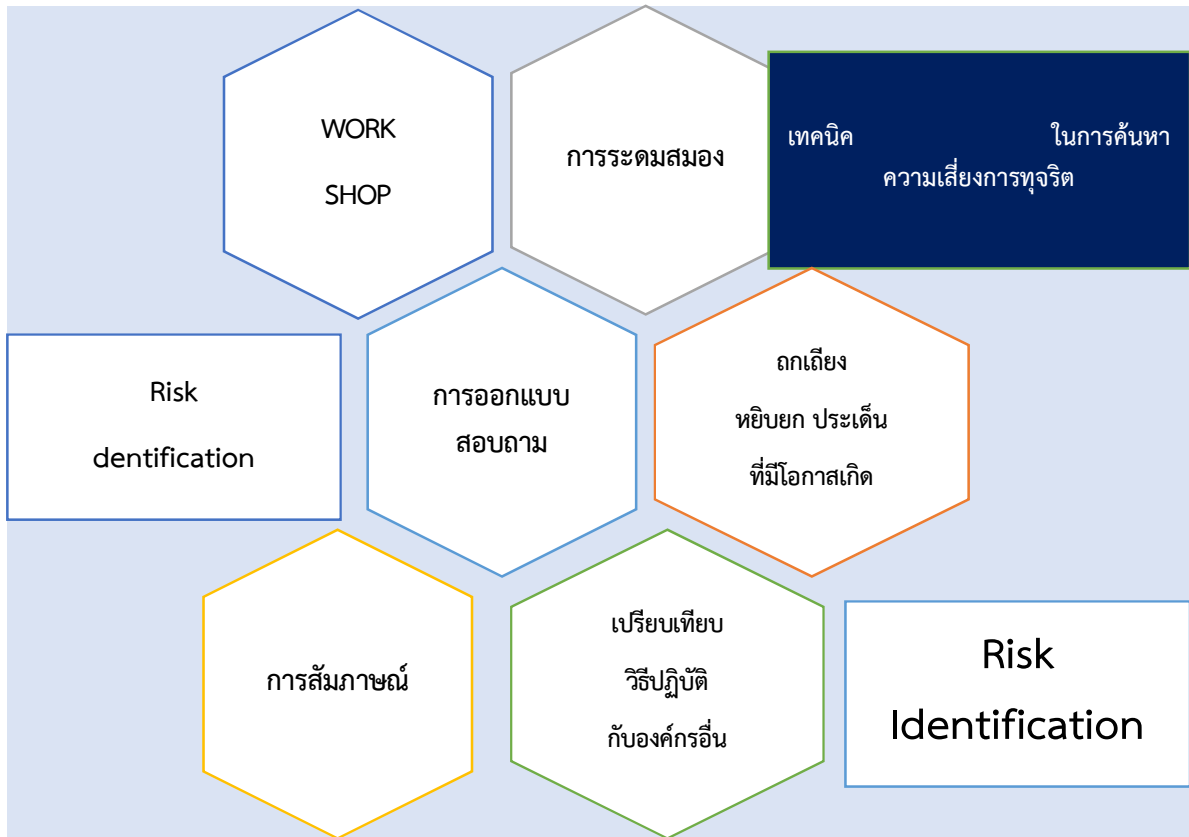 WORK
SHOP
การระดมสมอง
เทคนิค ในการค้นหา
ความเสี่ยงการทุจริต
Risk
dentification
การออกแบบ
สอบถาม
ถกเถียง
หยิบยก ประเด็น
ที่มีโอกาสเกิด
การสัมภาษณ์
เปรียบเทียบ
วิธีปฏิบัติ
กับองค์กรอื่น
Risk
Identification